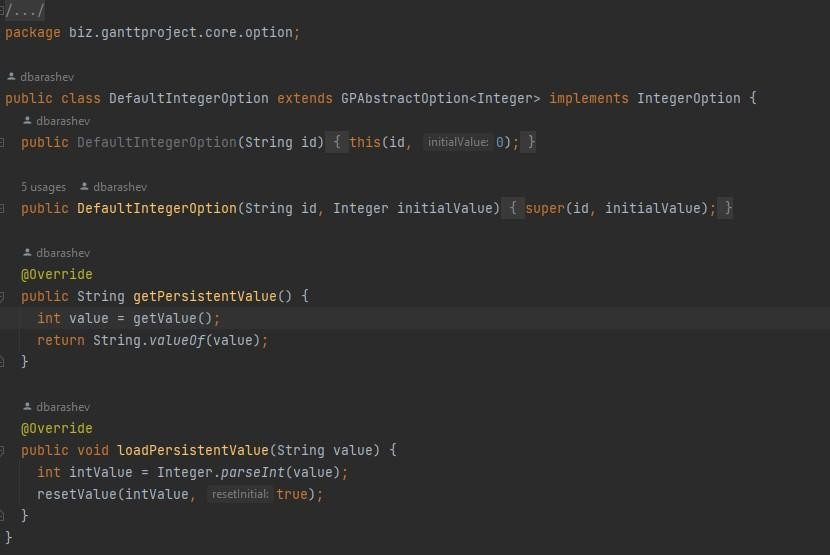 /.../
package biz.ganttproject.core.option;
dbarashev
public class DefaultIntegerOption extends GPAbstractOption<Integer> implements IntegerOption {
dbarashev
public DefaultIntegerOption(String id) { this(id, initialValue: 0); }
5 usages dbarashev
public DefaultIntegerOption(String id, Integer initialValue) { super(id, initialValue); }
dbarashev
@Override
public String getPersistentValue() {
int value = getValue();
return String.valueOf(value);
}
dbarashev
@Override
public void loadPersistentValue(String value) {
int intValue = Integer.parseInt(value);
resetValue(intValue, resetInitial: true);
}
}